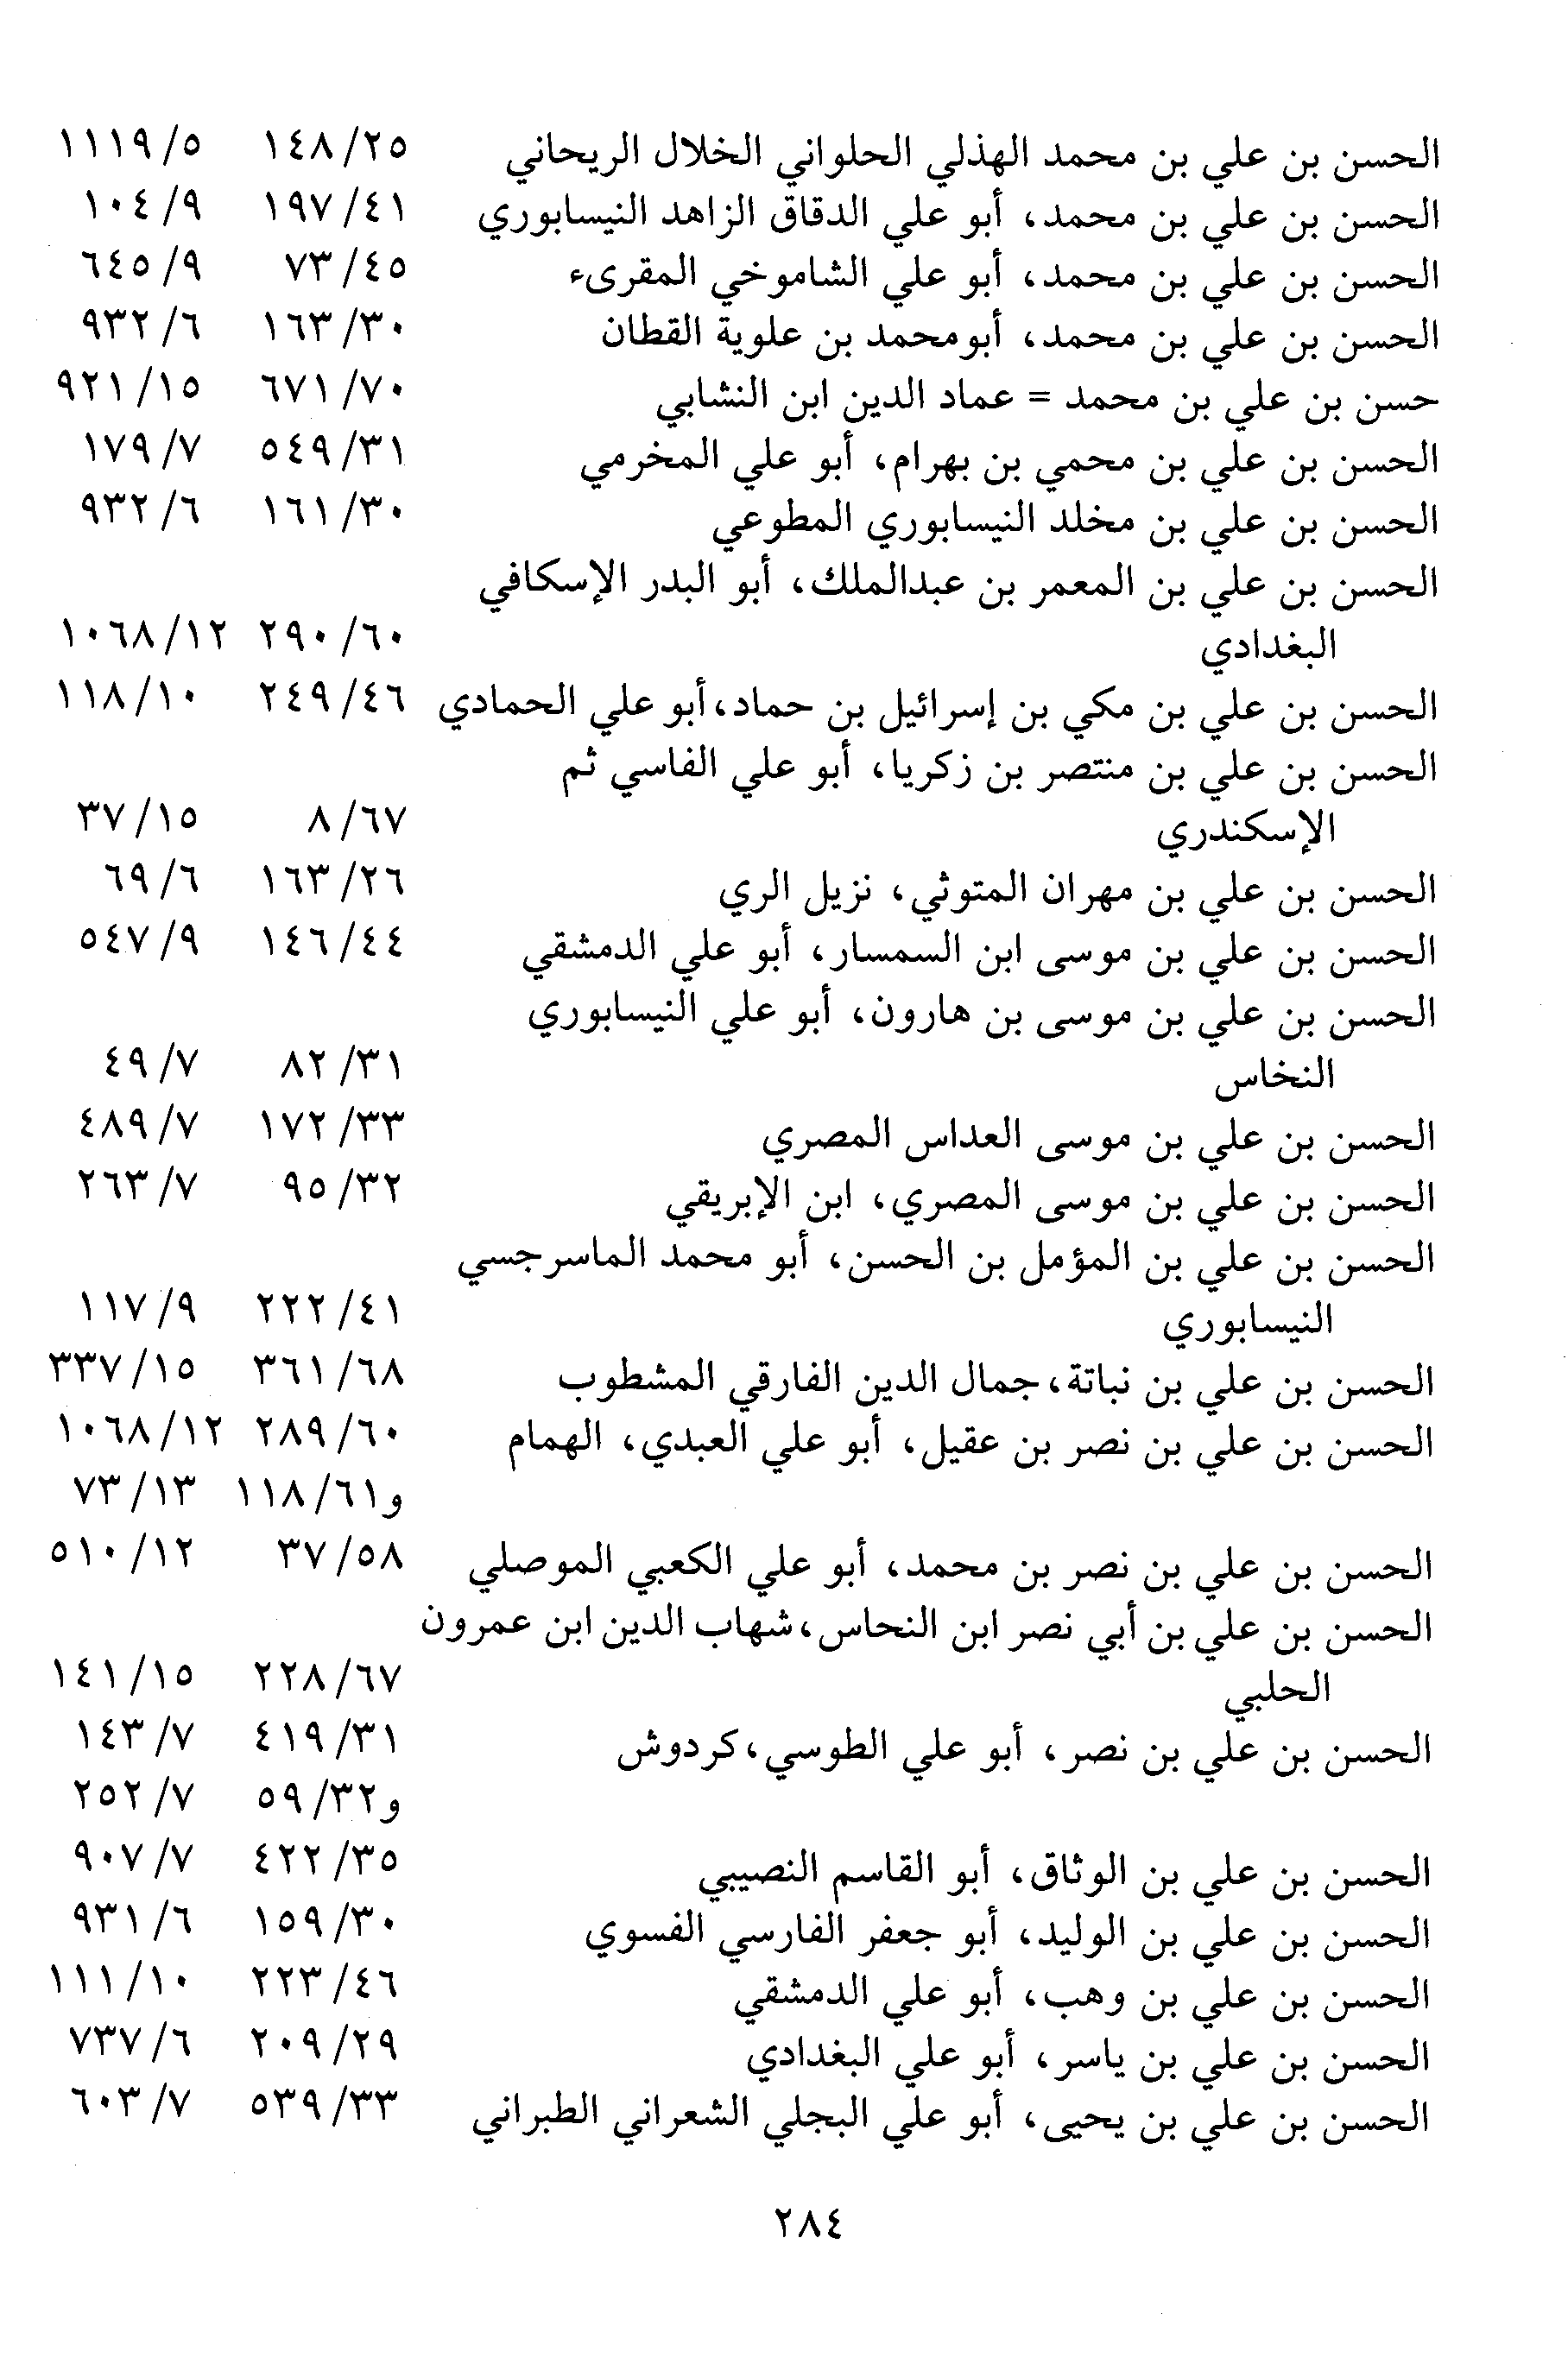 الحسن بن علي بن محمد الهذلي الحلواني الخلال الريحاني ١٤٨/٢٥ ١١١٩/٥
الحسن بن علي بن محمد، أبو علي الدقاق الزاهد النيسابوري ١٩٧/٤١ ١٠٤/٩
الحسن بن علي بن محمد، أبو علي الشاموخي المقرىء ٧٣/٤٥ ٦٤٥/٩
الحسن بن علي بن محمد، أبومحمد بن علوية القطان ١٦٣/٣٠ ٩٣٢/٦
حسن بن علي بن محمد = عماد الدين ابن النشابي ٦٧١/٧٠ ٩٢١/١٥
الحسن بن علي بن محمي بن بهرام، أبو علي المخرمي ٥٤٩/٣١ ١٧٩/٧
الحسن بن علي بن مخلد النيسابوري المطوعي ١٦١/٣٠ ٩٣٢/٦
الحسن بن علي بن المعمر بن عبدالملك، أبو البدر الإسكافي
البغدادي ٢٩٠/٦٠ ١٠٦٨/١٢
الحسن بن علي بن مكي بن إسرائيل بن حماد،أبو علي الحمادي ٢٤٩/٤٦ ١١٨/١٠
الحسن بن علي بن منتصر بن زكريا، أبو علي الفاسي ثم
الإسكندري ٨/٦٧ ٣٧/١٥
الحسن بن علي بن مهران المتوثي، نزيل الري ١٦٣/٢٦ ٦٩/٦
الحسن بن علي بن موسى ابن السمسار، أبو علي الدمشقي ١٤٦/٤٤ ٥٤٧/٩
الحسن بن علي بن موسى بن هارون، أبو علي النيسابوري
النخاس ٨٢/٣١ ٤٩/٧
الحسن بن علي بن موسى العداس المصري ١٧٢/٣٣ ٤٨٩/٧
الحسن بن علي بن موسى المصري، ابن الإبريقي ٩٥/٣٢ ٢٦٣/٧
الحسن بن علي بن المؤمل بن الحسن، أبو محمد الماسرجسي
النيسابوري ٢٢٢/٤١ ١١٧/٩
الحسن بن علي بن نباتة،جمال الدين الفارقي المشطوب ٣٦١/٦٨ ٣٣٧/١٥
الحسن بن علي بن نصر بن عقيل، أبو علي العبدي، الهمام ٢٨٩/٦٠ ١٠٦٨/١٢
و١١٨/٦١ ٧٣/١٣
الحسن بن علي بن نصر بن محمد، أبو علي الكعبي الموصلي ٣٧/٥٨ ٥١٠/١٢
الحسن بن علي بن أبي نصر ابن النحاس،شهاب الدين ابن عمرون
الحلبي ٢٢٨/٦٧ ١٤١/١٥
الحسن بن علي بن نصر، أبو علي الطوسي،كردوش ٤١٩/٣١ ١٤٣/٧
و٥٩/٣٢ ٢٥٢/٧
الحسن بن علي بن الوثاق، أبو القاسم النصيبي ٤٢٢/٣٥ ٩٠٧/٧
الحسن بن علي بن الوليد، أبو جعفر الفارسي الفسوي ١٥٩/٣٠ ٩٣١/٦
الحسن بن علي بن وهب، أبو علي الدمشقي ٢٢٣/٤٦ ١١١/١٠
الحسن بن علي بن ياسر، أبو علي البغدادي ٢٠٩/٢٩ ٧٣٧/٦
الحسن بن علي بن يحيى، أبو علي البجلي الشعراني الطبراني ٥٣٩/٣٣ ٦٠٣/٧
٢٨٤